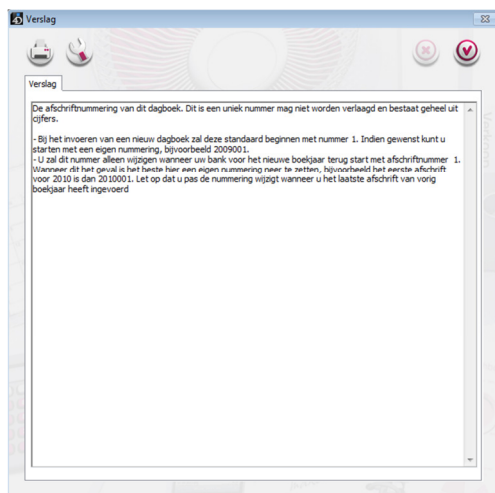 Verslag
Verslag
De afschriftnummering van dit dagboek. Dit is een uniek nummer mag niet worden verlaagd en bestaat geheel uit
cijfers.
- Bij het invoeren van een nieuw dagboek zal deze standaard beginnen met nummer 1. Indien gewenst kunt u
starten met een eigen nummering, bijvoorbeeld 2009001.
- U zal dit nummer alleen wijzigen wanneer uw bank voor het nieuwe boekjaar terug start met afschriftnummer 1.
Wanneer dit het geval is het beste hier een eigen nummering neer te zetten, bijvoorbeeld het eerste afschrift
voor 2010 is dan 2010001. Let op dat u pas de nummering wijzigt wanneer u het laatste afschrift van vorig
boekjaar heeft ingevoerd